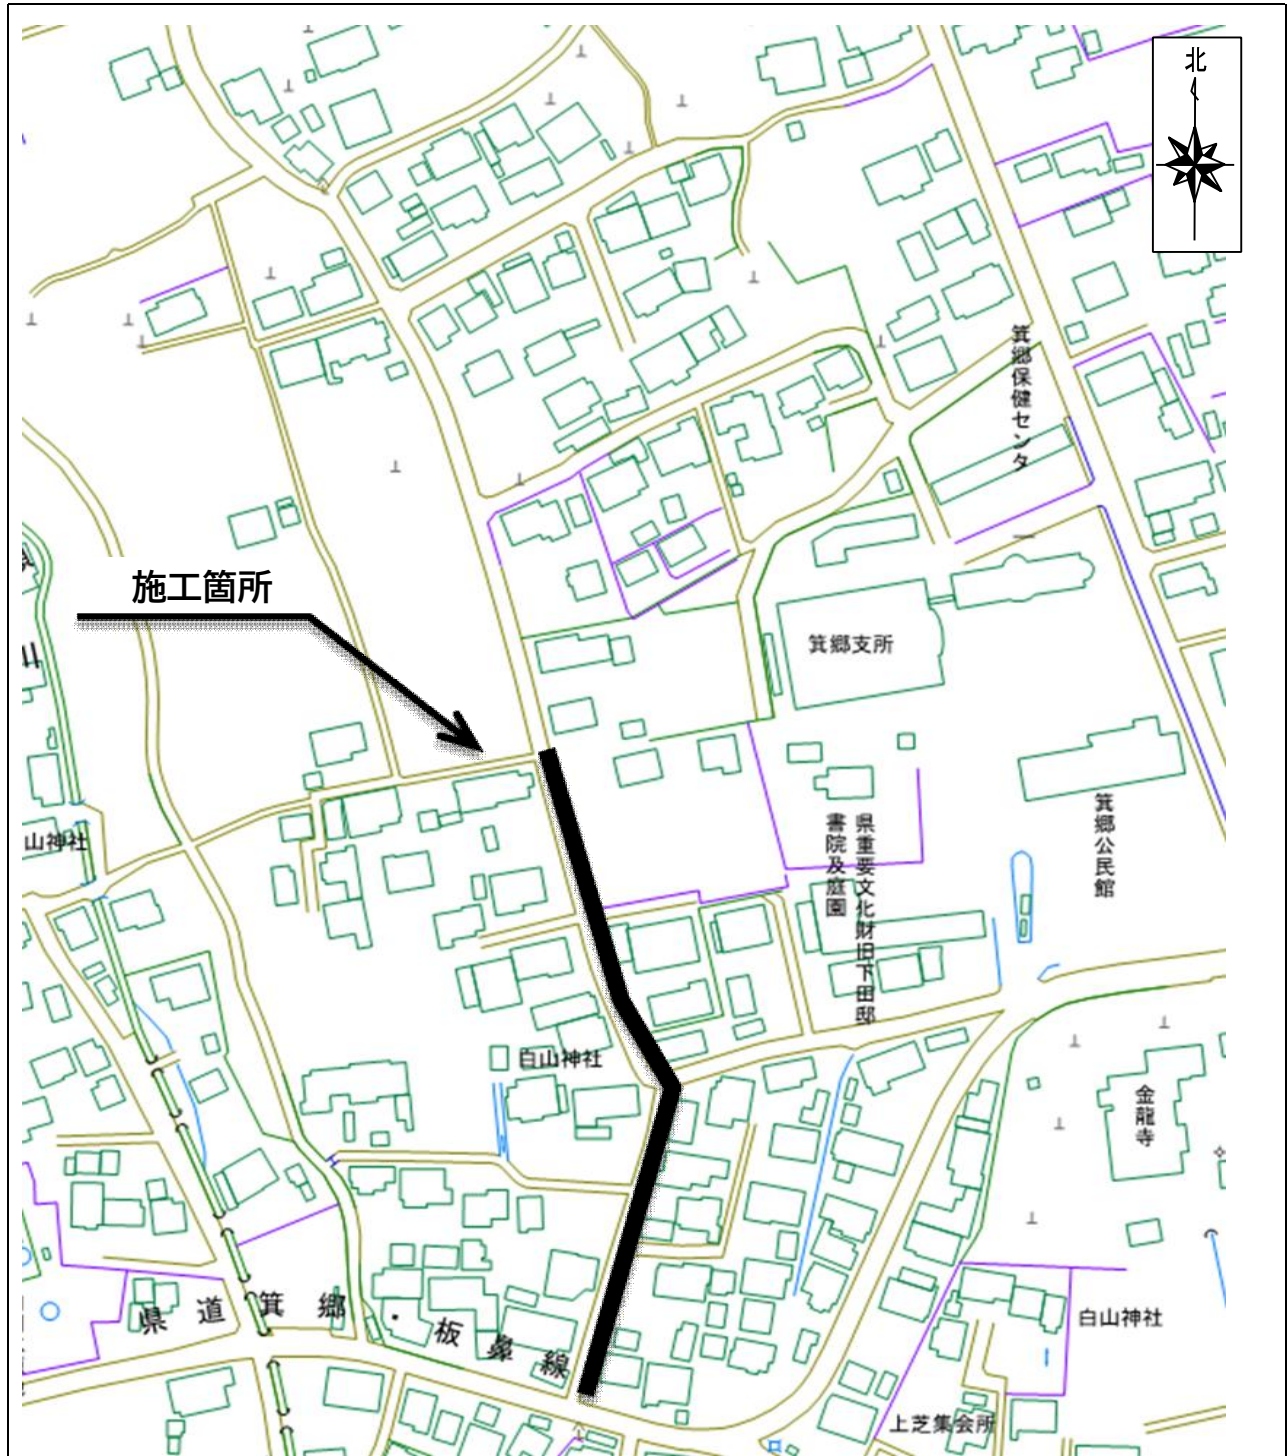 北
箕郷保健センタ
施工箇所
川
箕郷支所
山神社
箕郷公民館
県重要文化財旧下田邸
書院及庭園
白山神社
金龍寺
県道箕郷・板鼻線
白山神社
上芝集会所